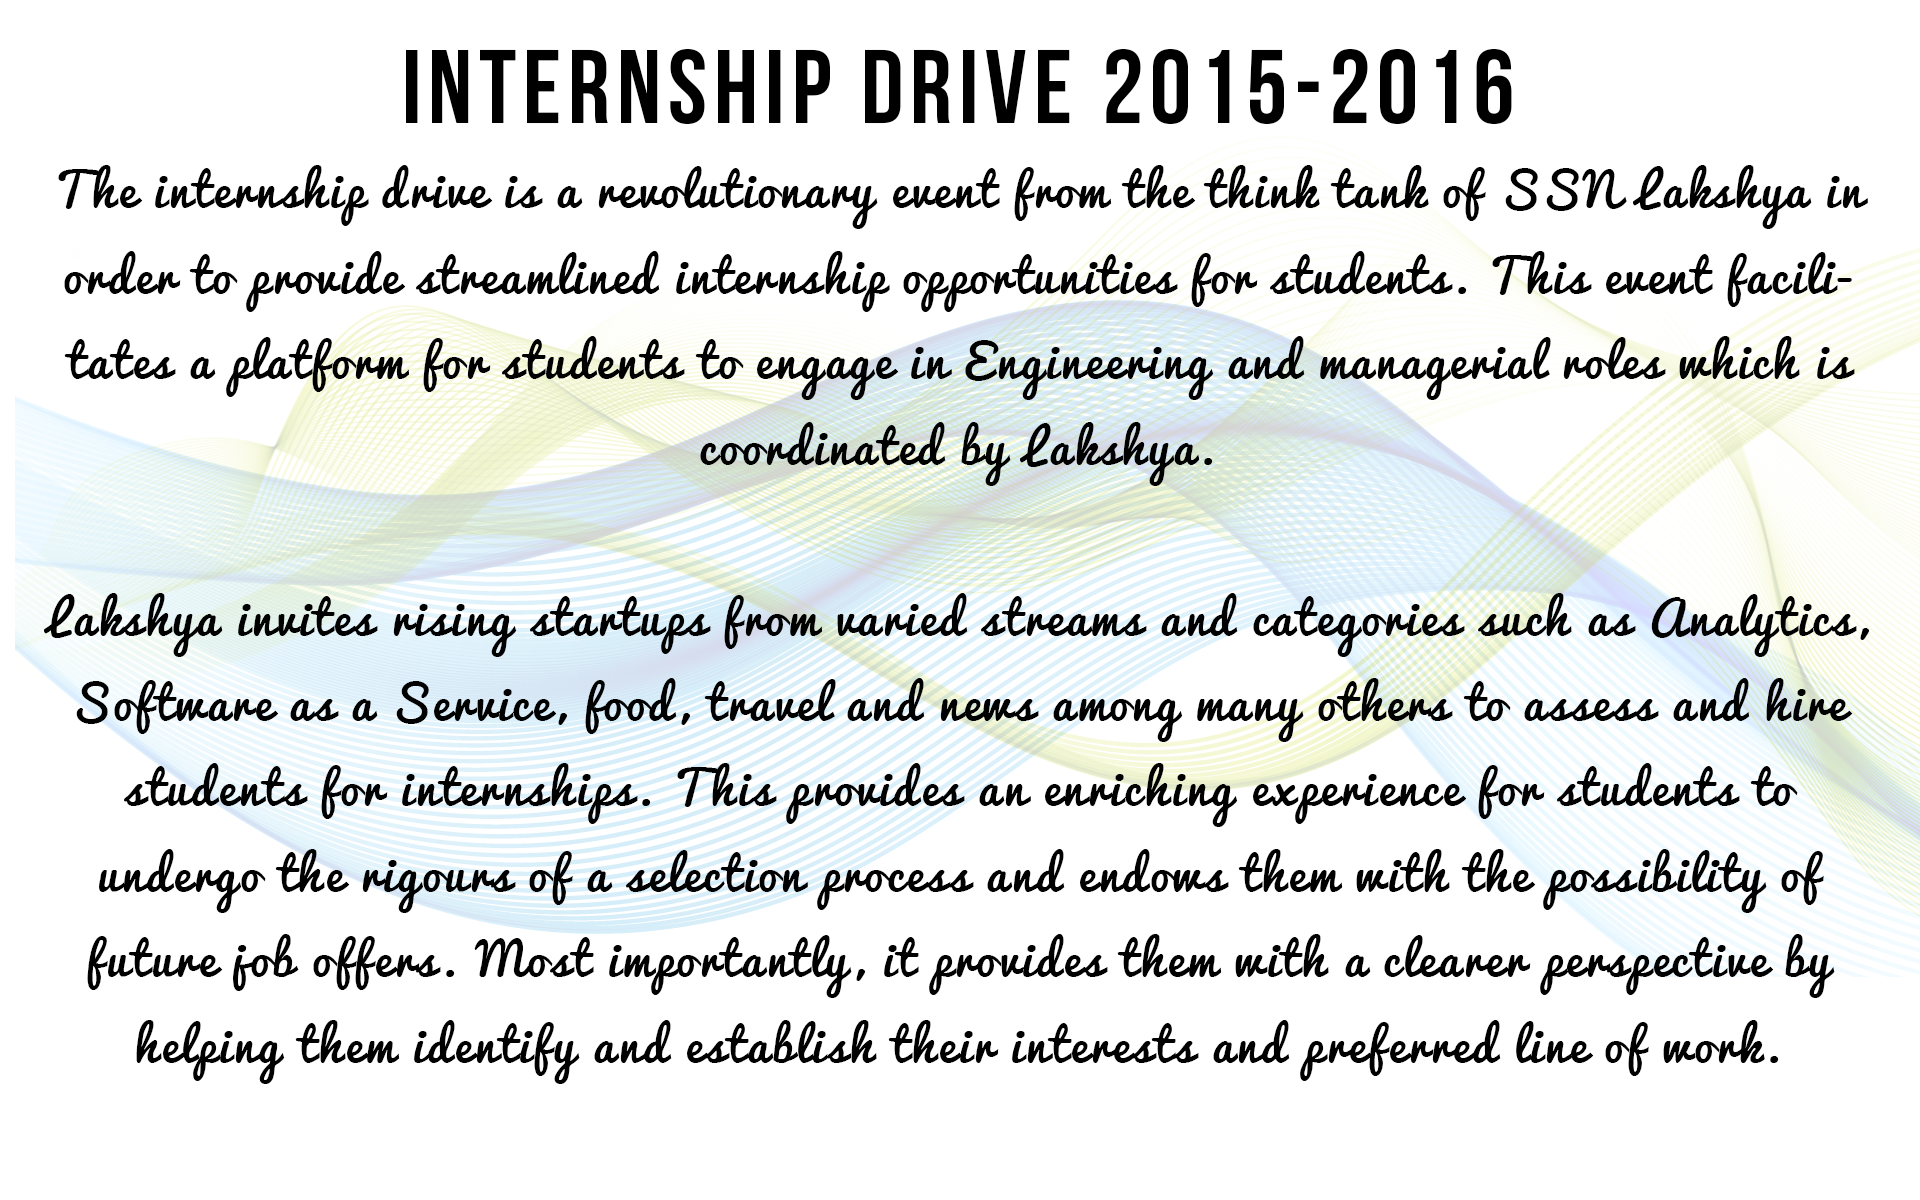 INTERNSHIP DRIVE 2015-2016
The internship drive is a revolutionary event from the think tank of SSN Lakshya in
order to provide streamlined internship opportunities for students. This event facili-
tates a platform for students to engage in Engineering and managerial roles which is
coordinated by Lakshya.
Lakshya invites rising startups from varied streams and categories such as Analytics,
Software as a Service, food, travel and news among many others to assess and hire
students for internships. This provides an enriching experience for students to
undergo the rigours of a selection process and endows them with the possibility of
future job offers. Most importantly, it provides them with a clearer perspective by
helping them identify and establish their interests and preferred line of work.